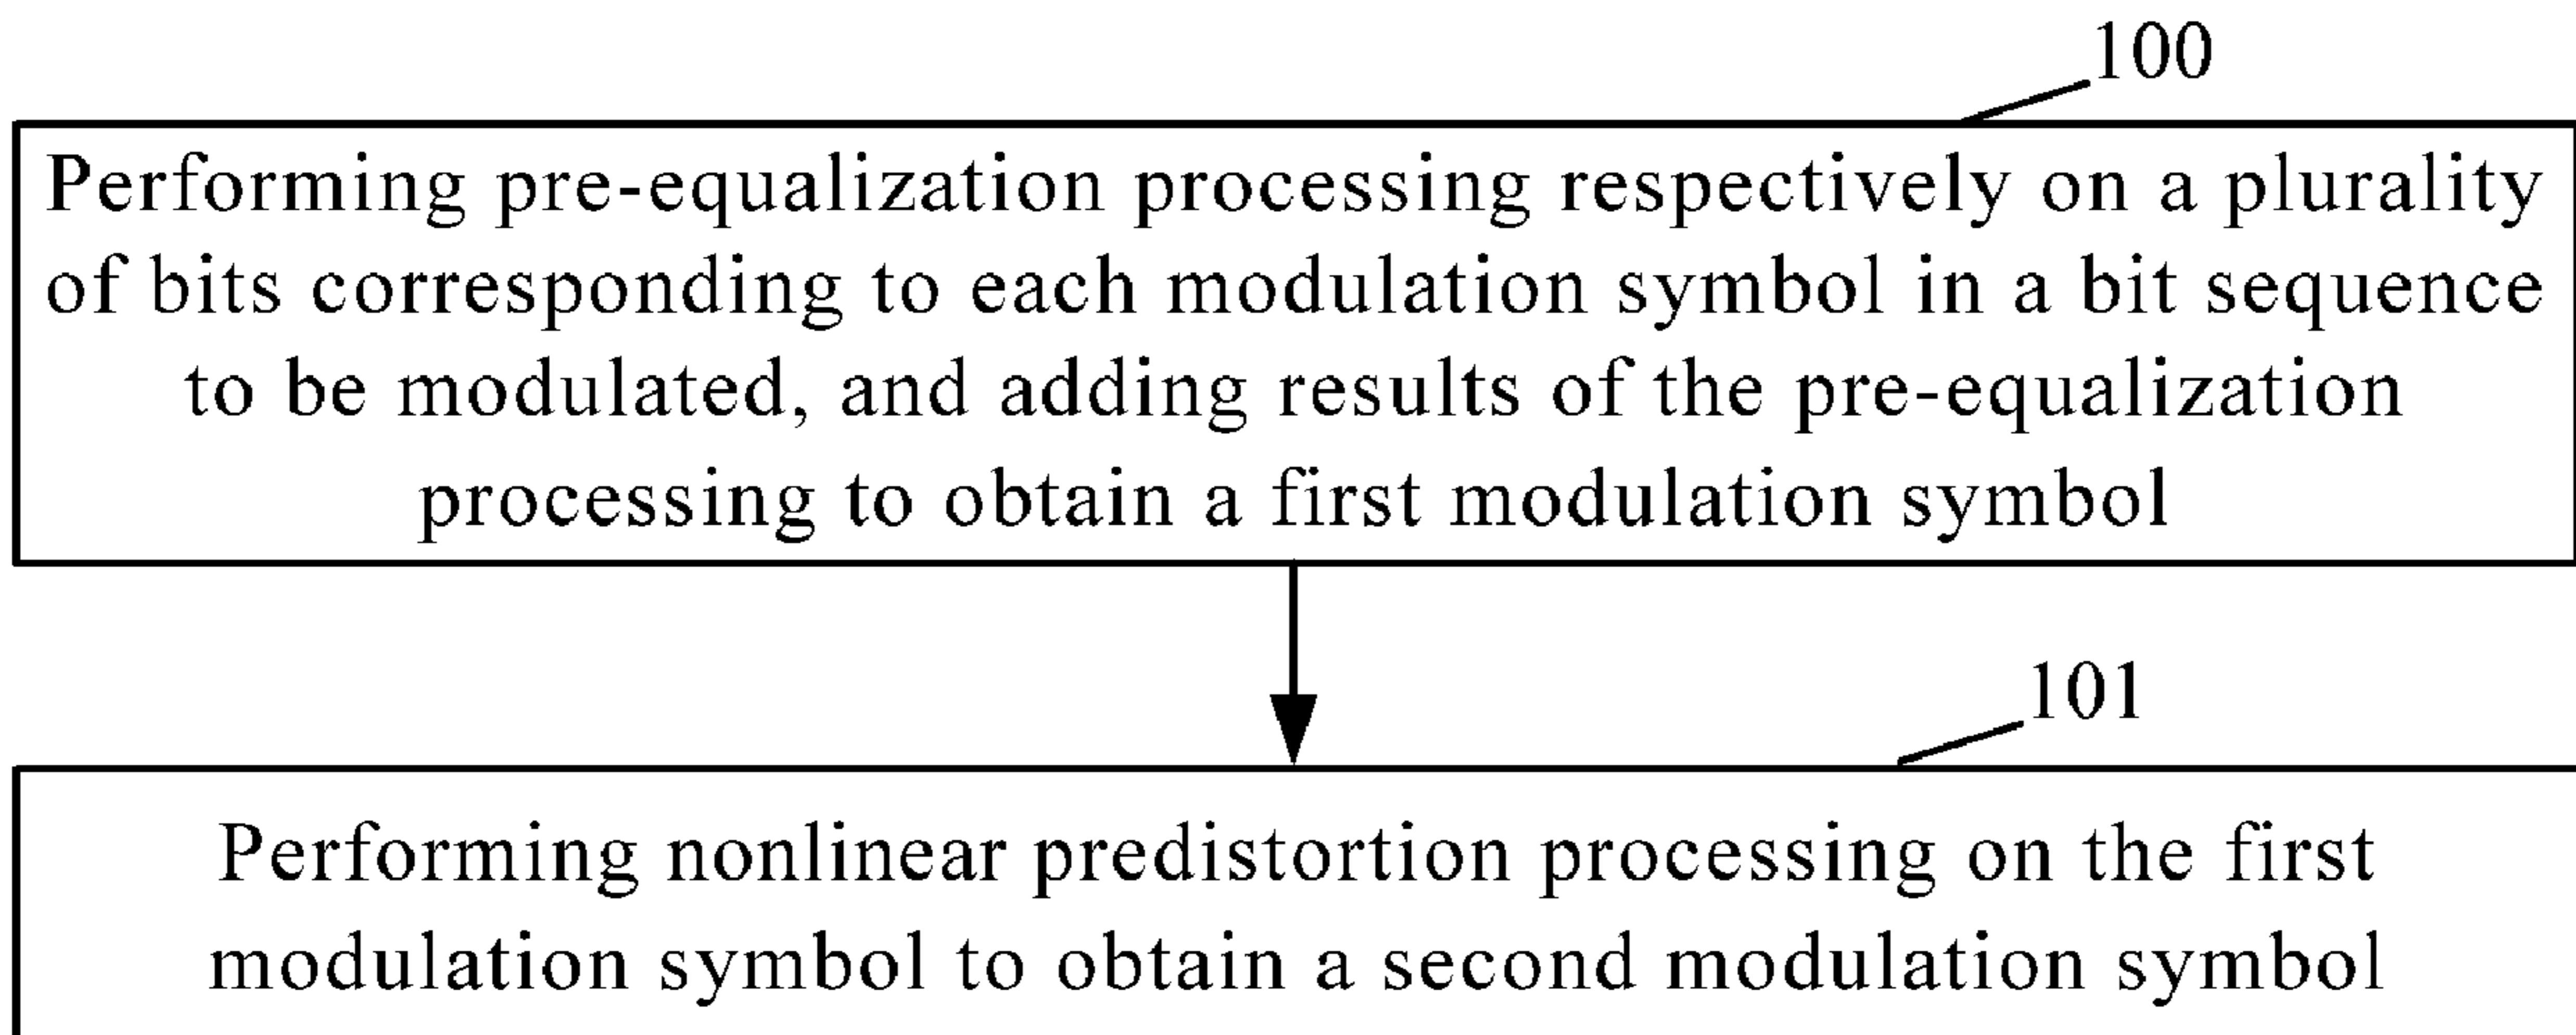 100
Performing pre-equalization processing respectively on a plurality
of bits corresponding to each modulation symbol in a bit sequence
to be modulated, and adding results of the pre-equalization
processing to obtain a first modulation symbol
101
Performing nonlinear predistortion processing on the first
modulation symbol to obtain a second modulation symbol